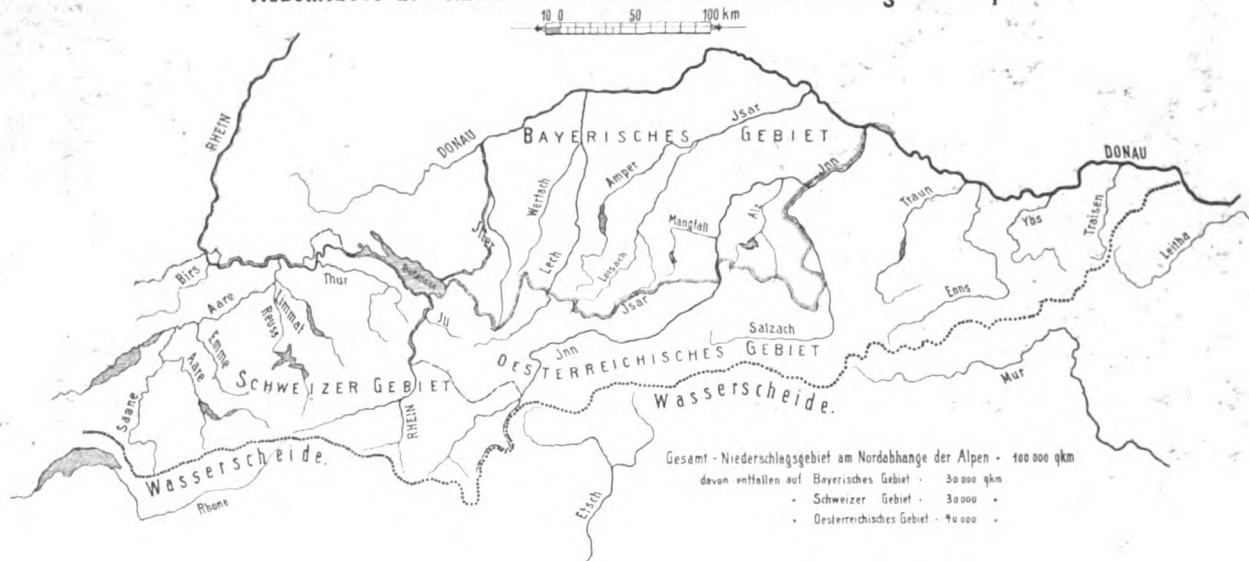 10 0 50 100 km
RHEIN
DONAU
BAYERISCHES GEBIET
Jsar
Jnn
DONAU
Wertach
Amper
Mangfall
Alz
Traun
Ybs
Traisen
Leitha
Jller
Lech
Loisach
Birs
Thur
Bodensee
Jsar
Enns
Aare
Limmat
Reuss
Jll
Salzach
Emme
Aare
Jnn
OESTERREICHISCHES GEBIET
SCHWEIZER GEBIET
Mur
Saane
RHEIN
Wasserscheide.
Wasserscheide.
Rhone
Etsch
Gesamt - Niederschlagsgebiet am Nordabhange der Alpen - 100 000 qkm
davon entfallen auf Bayerisches Gebiet - 30 000 qkm
" Schweizer Gebiet - 30 000 "
" Oesterreichisches Gebiet - 40 000 "